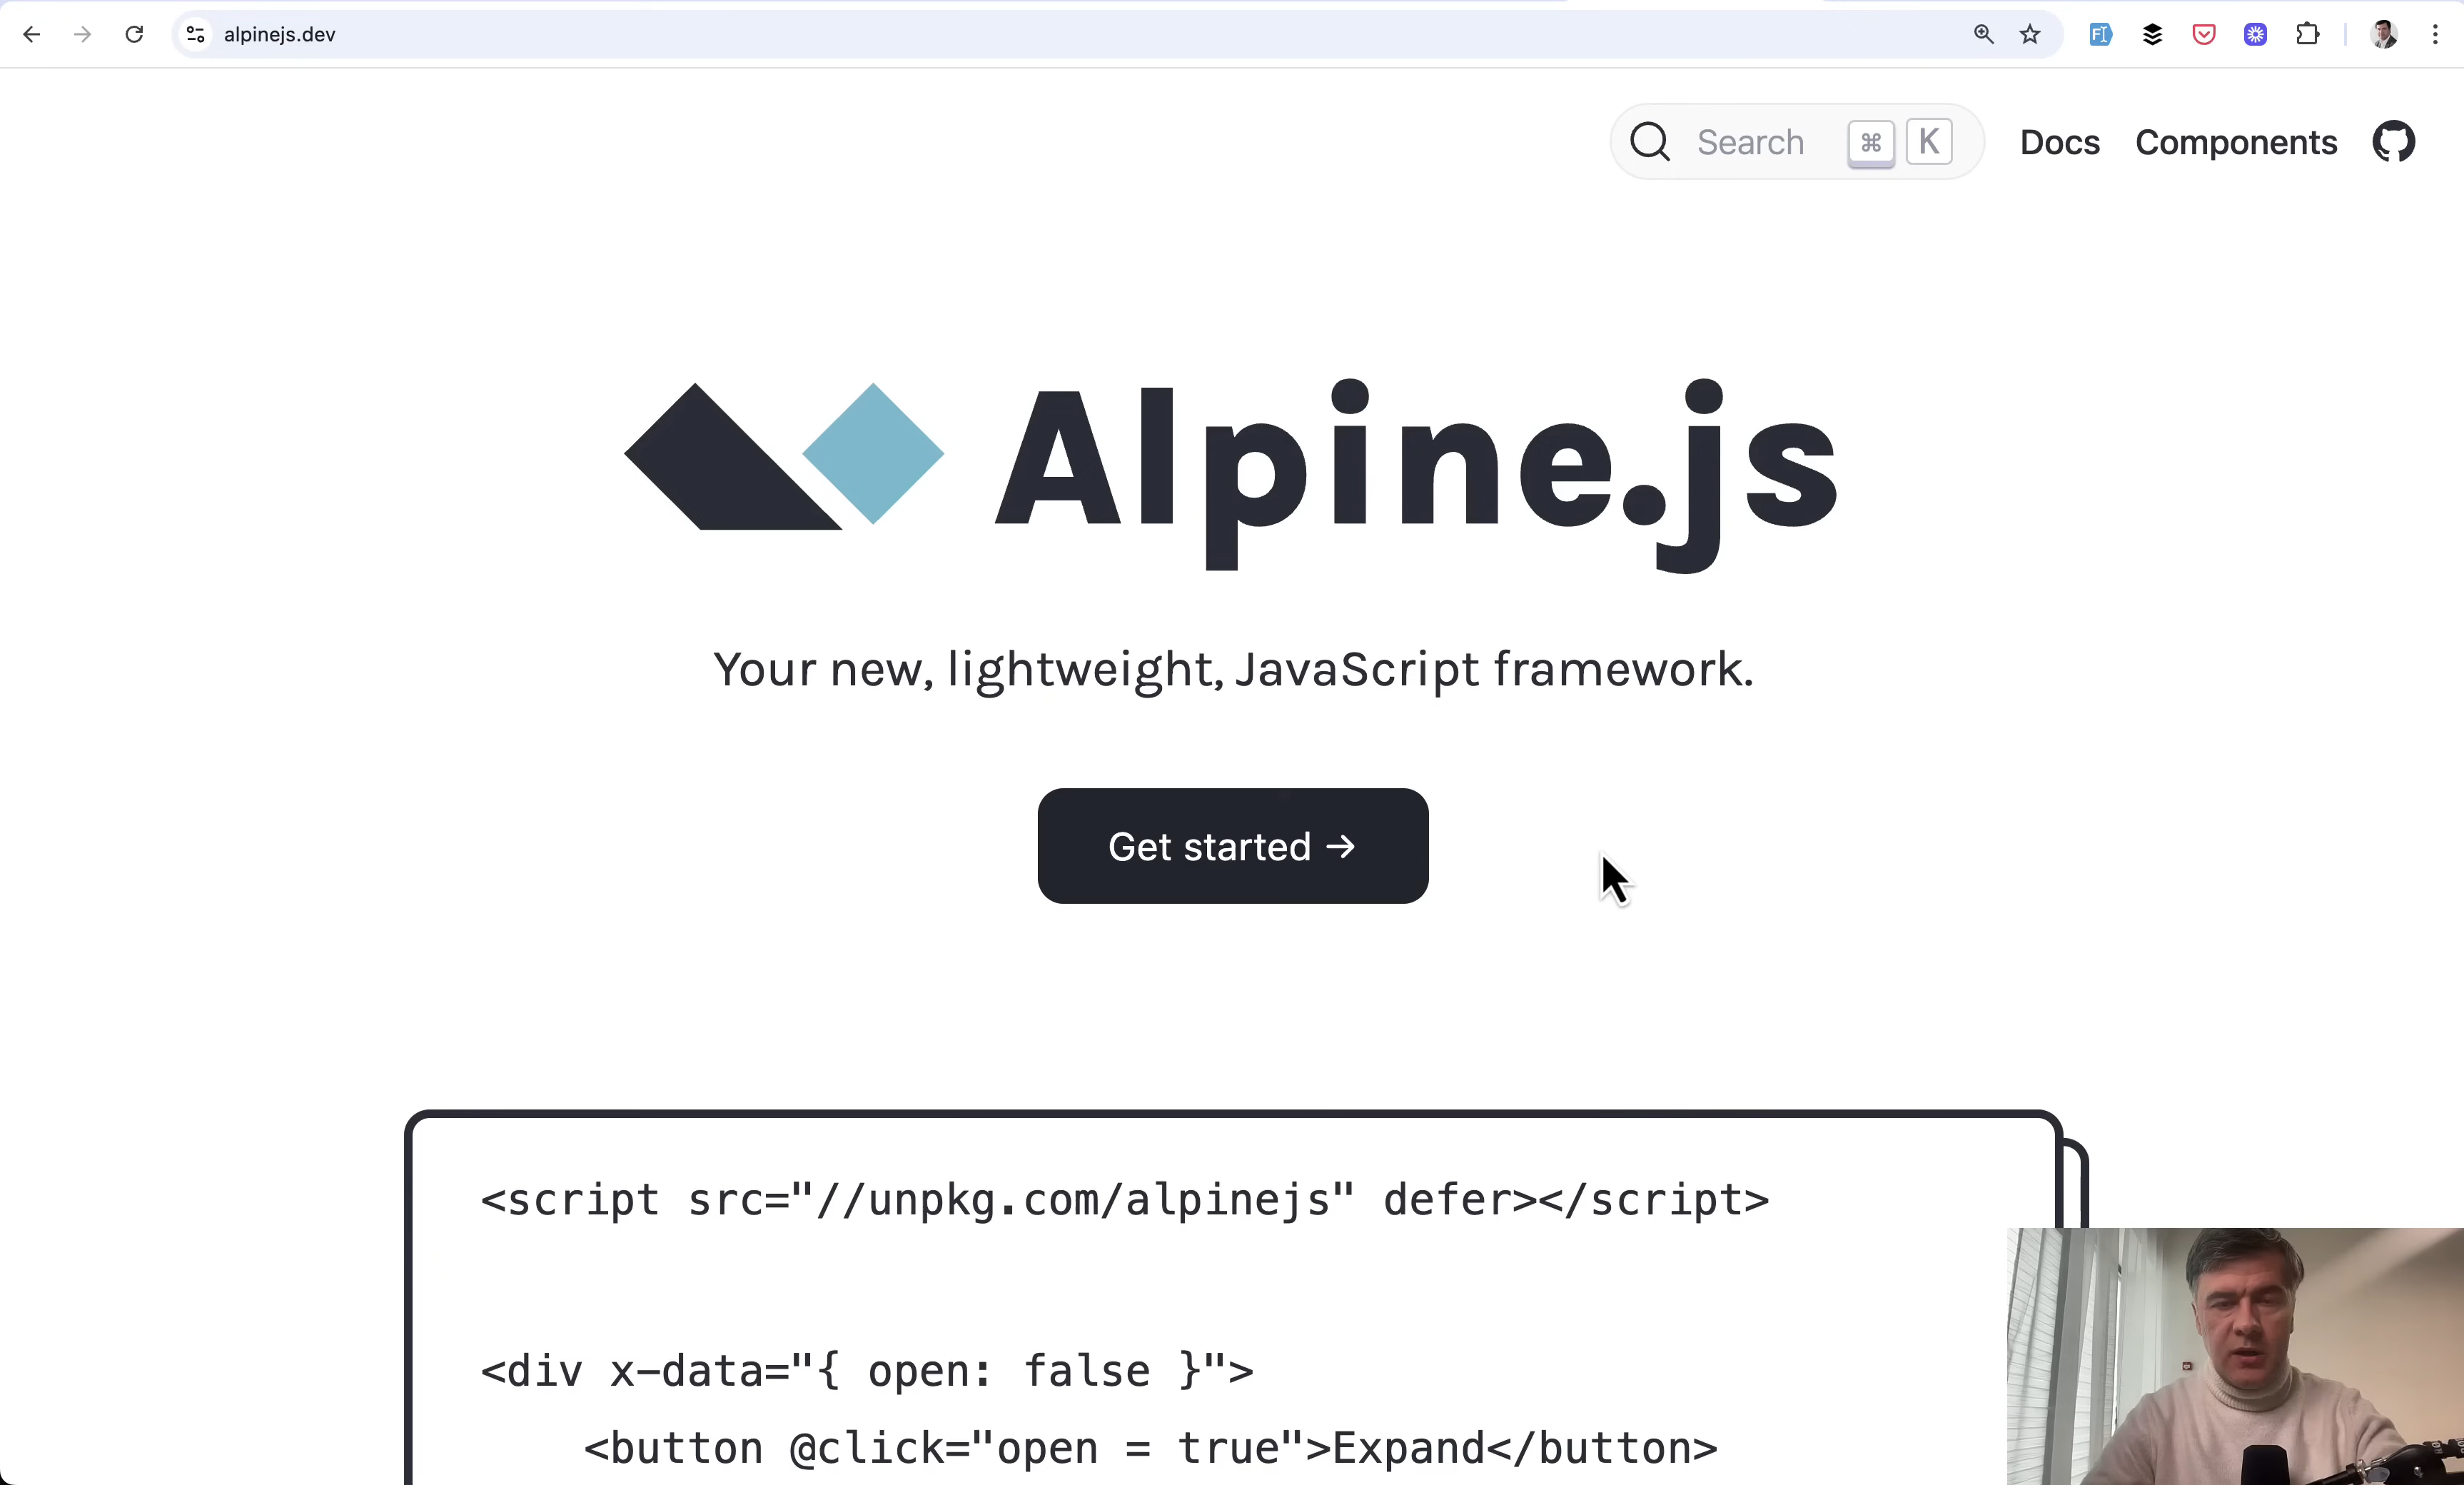 alpinejs.dev
Search ⌘ K Docs Components
Alpine.js
Your new, lightweight, JavaScript framework.
Get started →
<script src="//unpkg.com/alpinejs" defer></script>
<div x-data="{ open: false }">
<button @click="open = true">Expand</button>